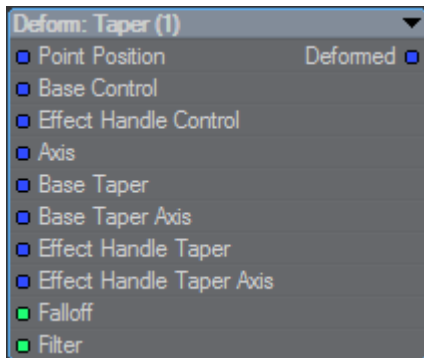 Deform: Taper (1)
Point Position Deformed
Base Control
Effect Handle Control
Axis
Base Taper
Base Taper Axis
Effect Handle Taper
Effect Handle Taper Axis
Falloff
Filter